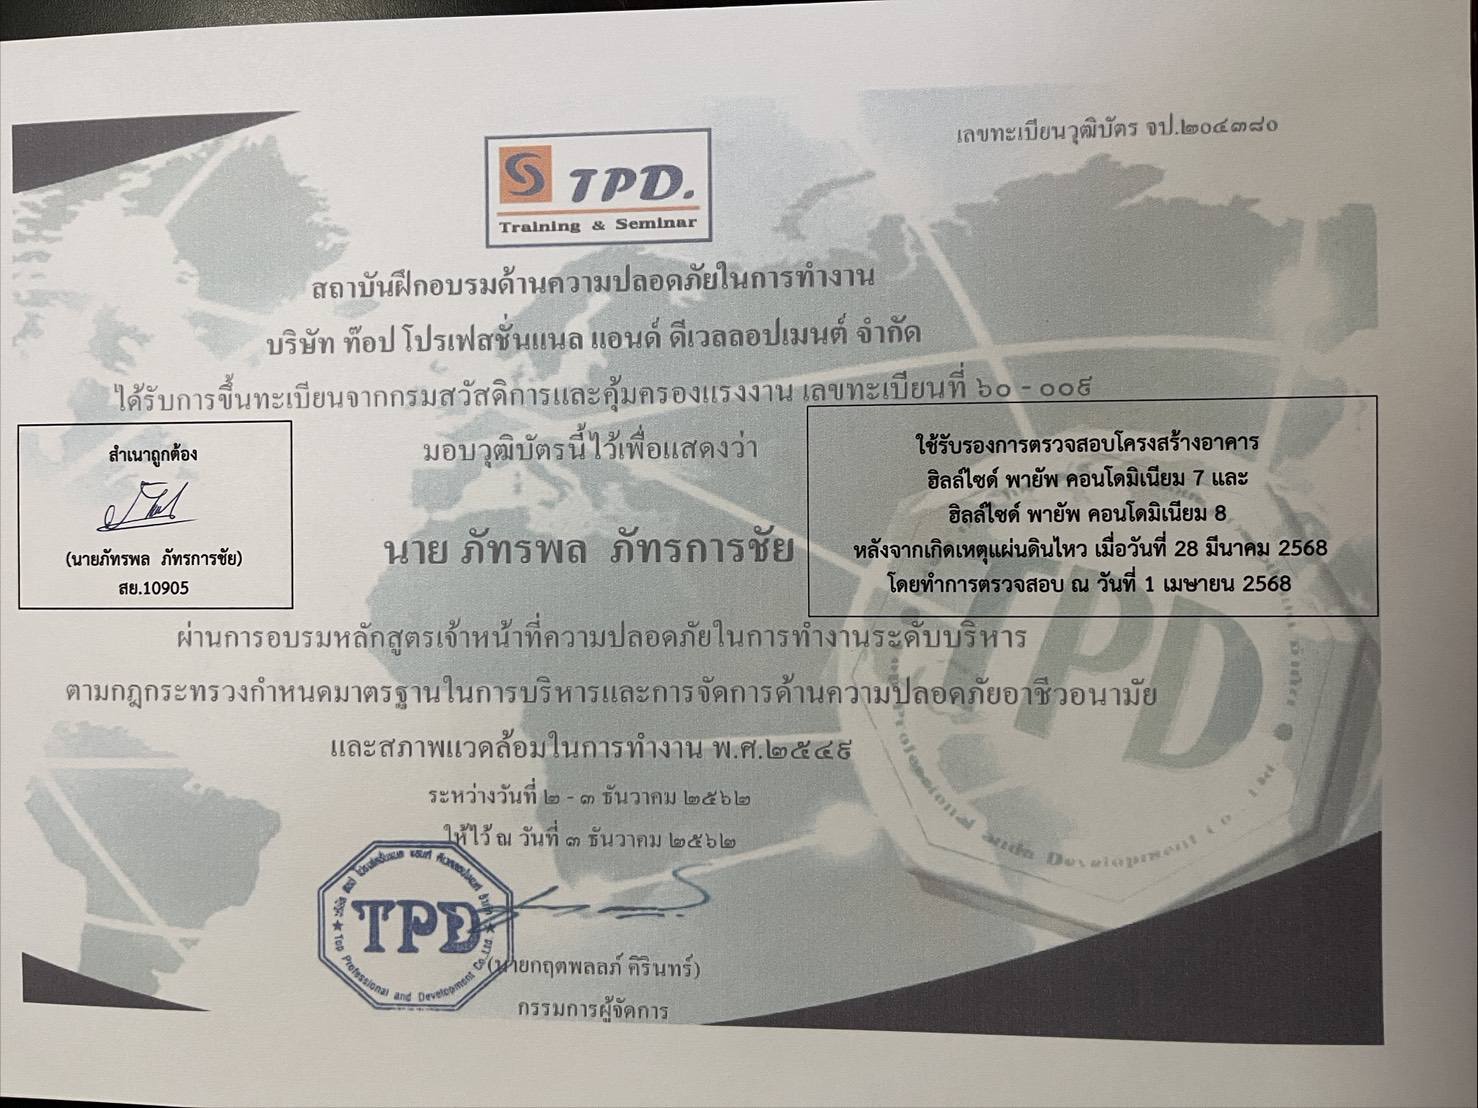 เลขทะเบียนวุฒิบัตร จป.๒๐๔๓๘๐
S TPD.
Training & Seminar
สถาบันฝึกอบรมด้านความปลอดภัยในการทำงาน
บริษัท ท๊อป โปรเฟสชั่นแนล แอนด์ ดีเวลลอปเมนต์ จำกัด
ได้รับการขึ้นทะเบียนจากกรมสวัสดิการและคุ้มครองแรงงาน เลขทะเบียนที่ ๖๐ - ๐๐๙
มอบวุฒิบัตรนี้ไว้เพื่อแสดงว่า
สำเนาถูกต้อง
(นายภัทรพล ภัทรการชัย)
สย.10905
นาย ภัทรพล ภัทรการชัย
ใช้รับรองการตรวจสอบโครงสร้างอาคาร
ฮิลล์ไซด์ พายัพ คอนโดมิเนียม 7 และ
ฮิลล์ไซด์ พายัพ คอนโดมิเนียม 8
หลังจากเกิดเหตุแผ่นดินไหว เมื่อวันที่ 28 มีนาคม 2568
โดยทำการตรวจสอบ ณ วันที่ 1 เมษายน 2568
ผ่านการอบรมหลักสูตรเจ้าหน้าที่ความปลอดภัยในการทำงานระดับบริหาร
ตามกฎกระทรวงกำหนดมาตรฐานในการบริหารและการจัดการด้านความปลอดภัยอาชีวอนามัย
และสภาพแวดล้อมในการทำงาน พ.ศ.๒๕๔๙
ระหว่างวันที่ ๒ - ๓ ธันวาคม ๒๕๖๒
ให้ไว้ ณ วันที่ ๓ ธันวาคม ๒๕๖๒
TPD
Top Professional and Development Co.,Ltd
(นายกฤตพลลภ์ คิรินทร์)
กรรมการผู้จัดการ
TPD